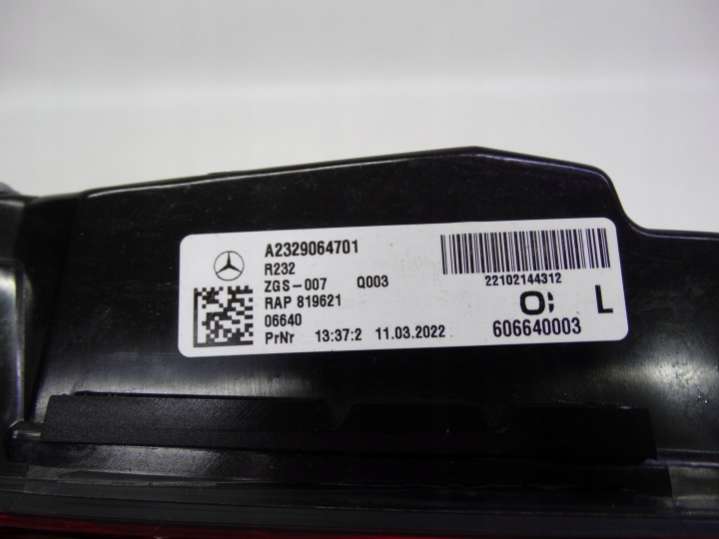 A2329064701
R232
ZGS-007 Q003
RAP 819621
06640
PrNr 13:37:2 11.03.2022
22102144312
O; L
606640003